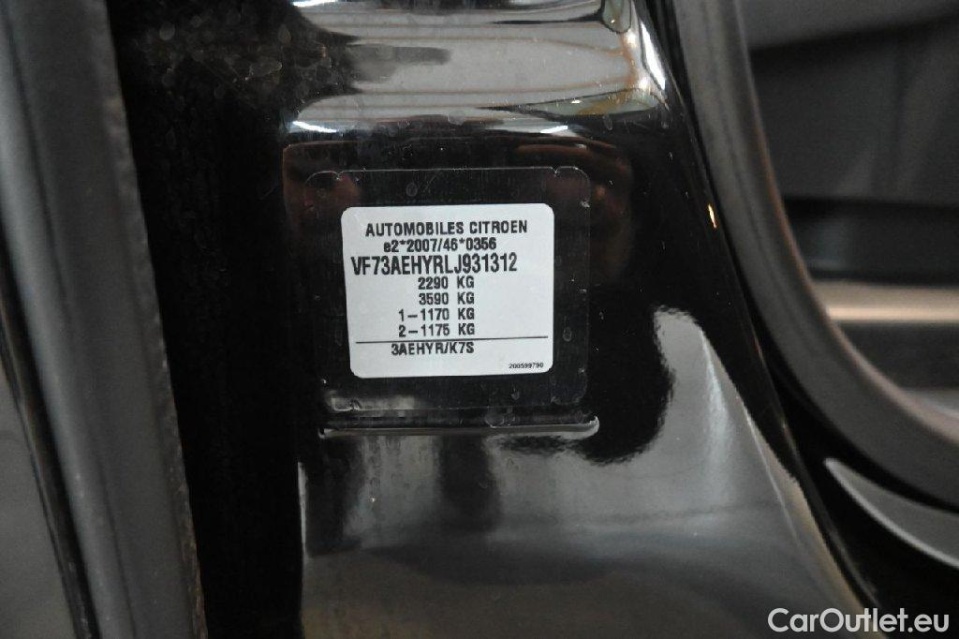 AUTOMOBILES CITROEN
e2*2007/46*0356
VF73AEHYRLJ931312
2290 KG
3590 KG
1-1170 KG
2-1175 KG
3AEHYR/K7S
200599790
CarOutlet.eu